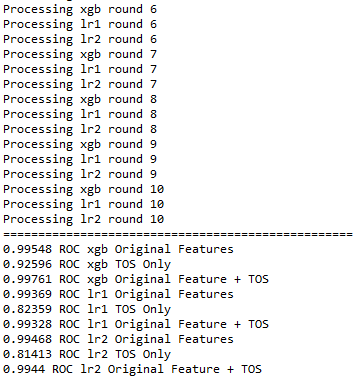 Processing xgb round 6
Processing lr1 round 6
Processing lr2 round 6
Processing xgb round 7
Processing lr1 round 7
Processing lr2 round 7
Processing xgb round 8
Processing lr1 round 8
Processing lr2 round 8
Processing xgb round 9
Processing lr1 round 9
Processing lr2 round 9
Processing xgb round 10
Processing lr1 round 10
Processing lr2 round 10
==================================================
0.99548 ROC xgb Original Features
0.92596 ROC xgb TOS Only
0.99761 ROC xgb Original Feature + TOS
0.99369 ROC lr1 Original Features
0.82359 ROC lr1 TOS Only
0.99328 ROC lr1 Original Feature + TOS
0.99468 ROC lr2 Original Features
0.81413 ROC lr2 TOS Only
0.9944 ROC lr2 Original Feature + TOS